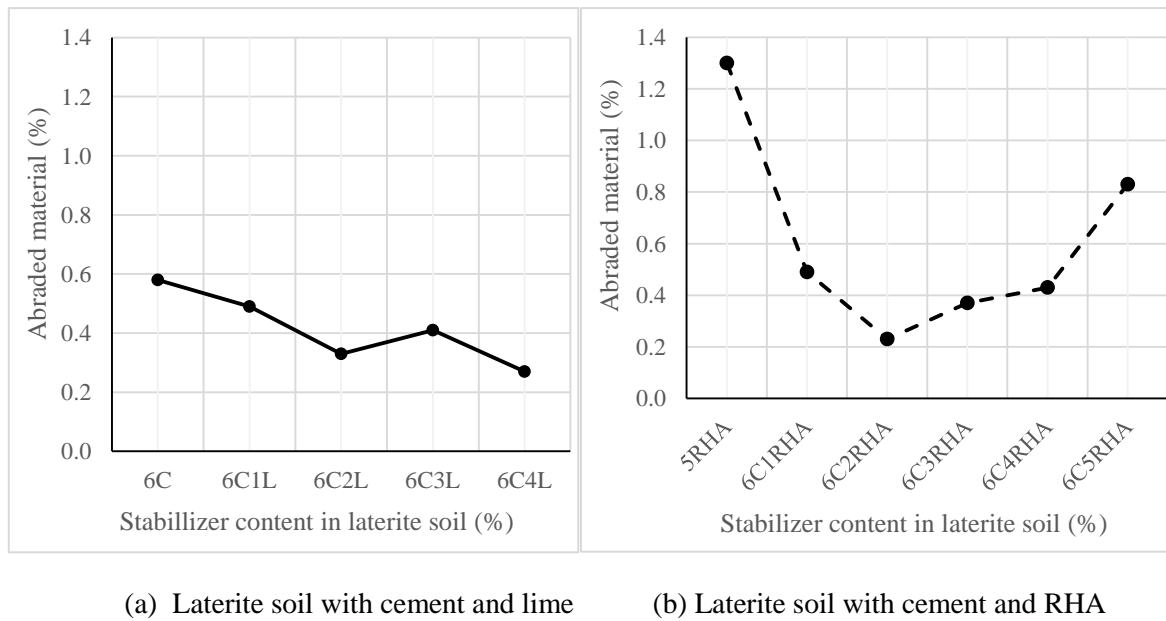 Abraded material (%)
1.4
1.2
1.0
0.8
0.6
0.4
0.2
0.0
6C 6C1L 6C2L 6C3L 6C4L
Stabillizer content in laterite soil (%)
(a) Laterite soil with cement and lime
Abraded material (%)
1.4
1.2
1.0
0.8
0.6
0.4
0.2
0.0
5RHA 6C1RHA 6C2RHA 6C3RHA 6C4RHA 6C5RHA
Stabilizer content in laterite soil (%)
(b) Laterite soil with cement and RHA